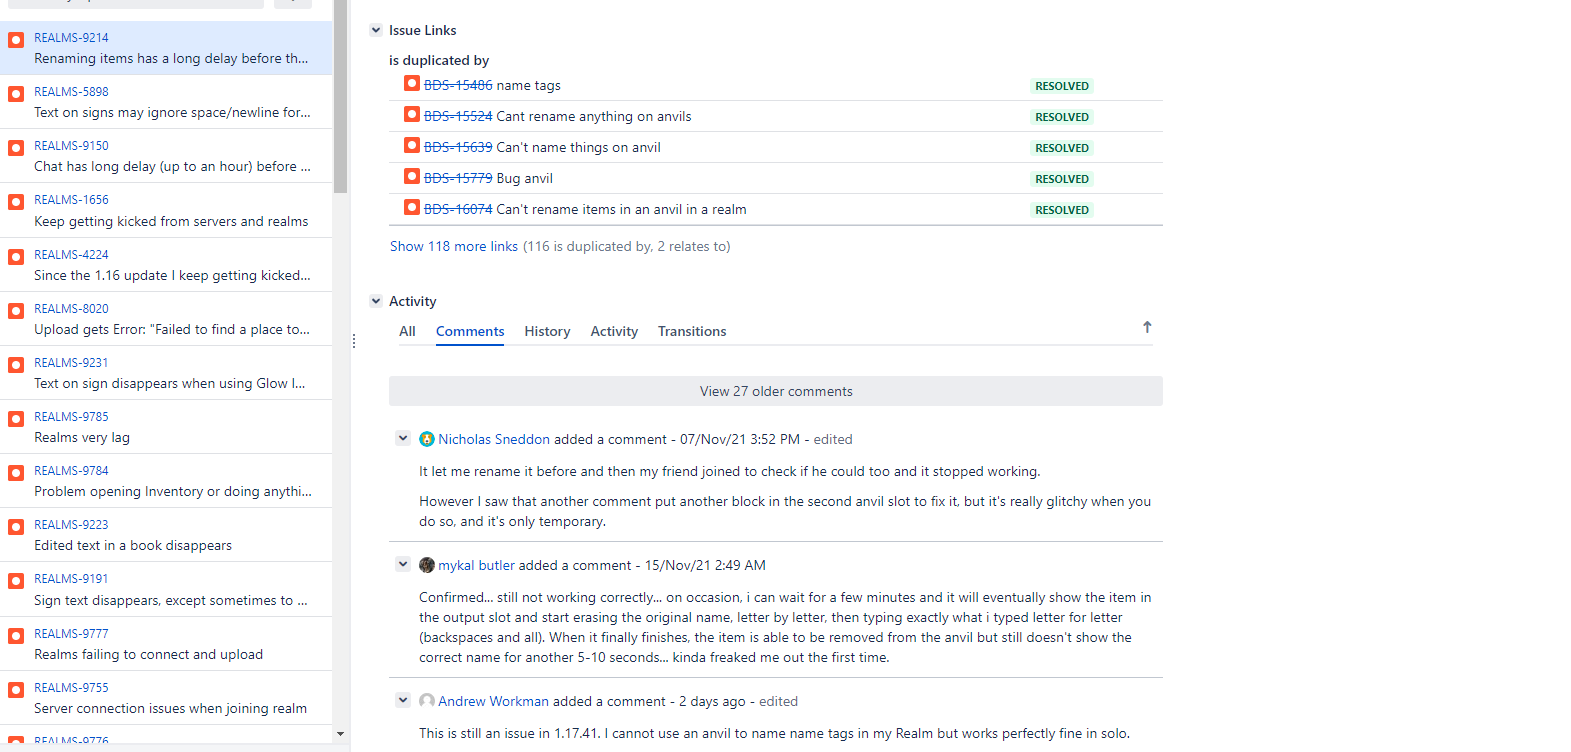 REALMS-9214
Renaming items has a long delay before th...
REALMS-5898
Text on signs may ignore space/newline for...
REALMS-9150
Chat has long delay (up to an hour) before ...
REALMS-1656
Keep getting kicked from servers and realms
REALMS-4224
Since the 1.16 update I keep getting kicked...
REALMS-8020
Upload gets Error: "Failed to find a place to...
REALMS-9231
Text on sign disappears when using Glow I...
REALMS-9785
Realms very lag
REALMS-9784
Problem opening Inventory or doing anythi...
REALMS-9223
Edited text in a book disappears
REALMS-9191
Sign text disappears, except sometimes to ...
REALMS-9777
Realms failing to connect and upload
REALMS-9755
Server connection issues when joining realm
REALMS-9776
Issue Links
is duplicated by
BDS-15486 name tags RESOLVED
BDS-15524 Cant rename anything on anvils RESOLVED
BDS-15639 Can't name things on anvil RESOLVED
BDS-15779 Bug anvil RESOLVED
BDS-16074 Can't rename items in an anvil in a realm RESOLVED
Show 118 more links (116 is duplicated by, 2 relates to)
Activity
All Comments History Activity Transitions
View 27 older comments
Nicholas Sneddon added a comment - 07/Nov/21 3:52 PM - edited
It let me rename it before and then my friend joined to check if he could too and it stopped working.
However I saw that another comment put another block in the second anvil slot to fix it, but it's really glitchy when you
do so, and it's only temporary.
mykal butler added a comment - 15/Nov/21 2:49 AM
Confirmed... still not working correctly... on occasion, i can wait for a few minutes and it will eventually show the item in
the output slot and start erasing the original name, letter by letter, then typing exactly what i typed letter for letter
(backspaces and all). When it finally finishes, the item is able to be removed from the anvil but still doesn't show the
correct name for another 5-10 seconds... kinda freaked me out the first time.
Andrew Workman added a comment - 2 days ago - edited
This is still an issue in 1.17.41. I cannot use an anvil to name name tags in my Realm but works perfectly fine in solo.